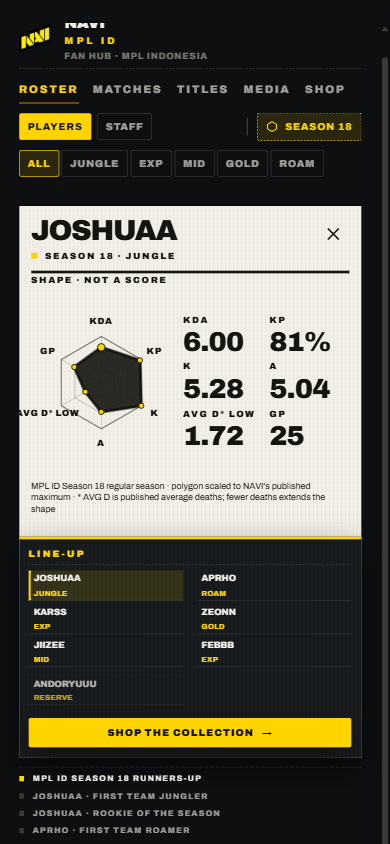 NAVI
MPL ID
FAN HUB · MPL INDONESIA
ROSTER MATCHES TITLES MEDIA SHOP
PLAYERS STAFF SEASON 18
ALL JUNGLE EXP MID GOLD ROAM
JOSHUAA
SEASON 18 · JUNGLE
SHAPE · NOT A SCORE
KDA
GP KP
AVG D* LOW K
A
KDA KP
6.00 81%
K A
5.28 5.04
AVG D* LOW GP
1.72 25
MPL ID Season 18 regular season · polygon scaled to NAVI's published
maximum · * AVG D is published average deaths; fewer deaths extends the
shape
LINE-UP
JOSHUAA APRHO
JUNGLE ROAM
KARSS ZEONN
EXP GOLD
JIIZEE FEBBB
MID EXP
ANDORYUUU
RESERVE
SHOP THE COLLECTION →
MPL ID SEASON 18 RUNNERS-UP
JOSHUAA · FIRST TEAM JUNGLER
JOSHUAA · ROOKIE OF THE SEASON
APRHO · FIRST TEAM ROAMER